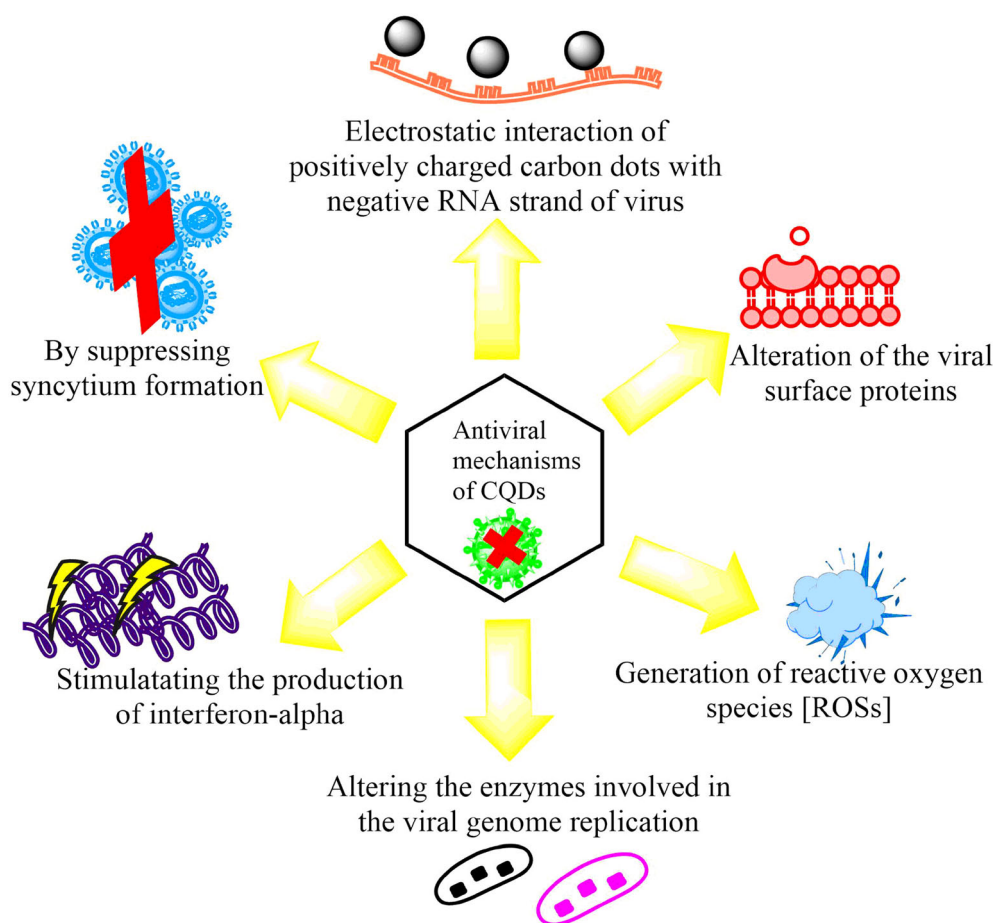 Electrostatic interaction of
positively charged carbon dots with
negative RNA strand of virus
By suppressing
syncytium formation
Alteration of the viral
surface proteins
Antiviral
mechanisms
of CQDs
Stimulatating the production
of interferon-alpha
Generation of reactive oxygen
species [ROSs]
Altering the enzymes involved in
the viral genome replication